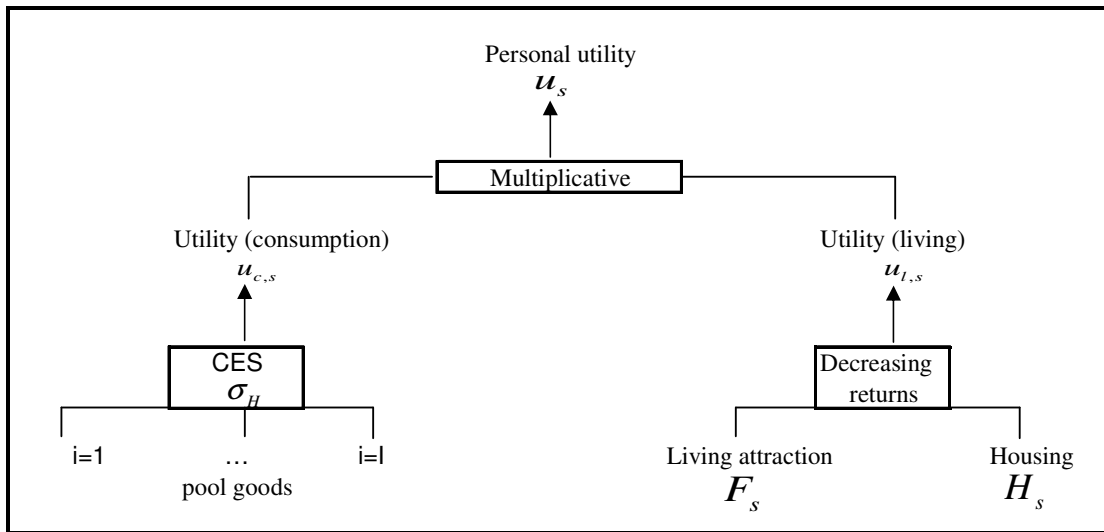 Personal utility
u_s
Multiplicative
Utility (consumption)
u_{c,s}
Utility (living)
u_{l,s}
CES
σ_H
Decreasing
returns
i=1
...
i=I
pool goods
Living attraction
F_s
Housing
H_s